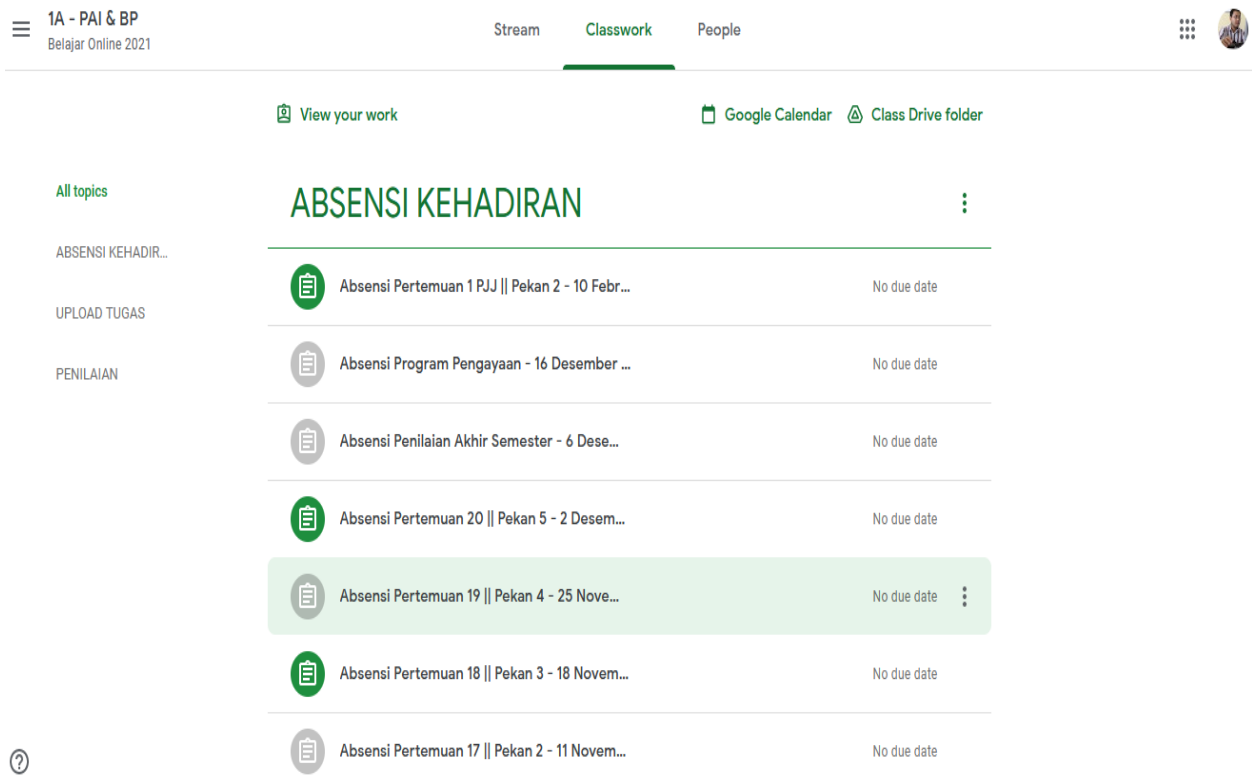 1A - PAI & BP
Belajar Online 2021
Stream
Classwork
People
View your work
Google Calendar
Class Drive folder
All topics
ABSENSI KEHADIR...
UPLOAD TUGAS
PENILAIAN
ABSENSI KEHADIRAN
Absensi Pertemuan 1 PJJ || Pekan 2 - 10 Febr... No due date
Absensi Program Pengayaan - 16 Desember ... No due date
Absensi Penilaian Akhir Semester - 6 Dese... No due date
Absensi Pertemuan 20 || Pekan 5 - 2 Desem... No due date
Absensi Pertemuan 19 || Pekan 4 - 25 Nove... No due date
Absensi Pertemuan 18 || Pekan 3 - 18 Novem... No due date
Absensi Pertemuan 17 || Pekan 2 - 11 Novem... No due date